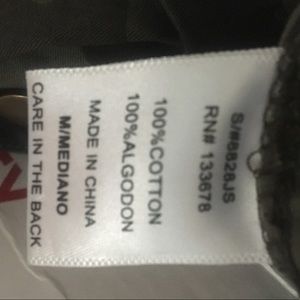 S/#8828JS
RN# 133678
100%COTTON
100%ALGODON
MADE IN CHINA
M/MEDIANO
CARE IN THE BACK